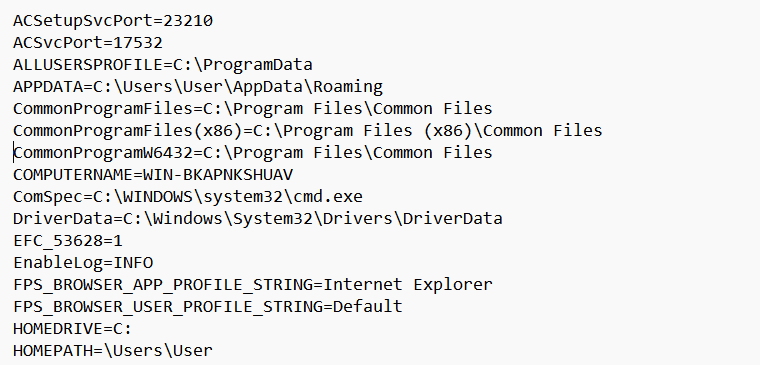 ACSetupSvcPort=23210
ACSvcPort=17532
ALLUSERSPROFILE=C:\ProgramData
APPDATA=C:\Users\User\AppData\Roaming
CommonProgramFiles=C:\Program Files\Common Files
CommonProgramFiles(x86)=C:\Program Files (x86)\Common Files
CommonProgramW6432=C:\Program Files\Common Files
COMPUTERNAME=WIN-BKAPNKSHUAV
ComSpec=C:\WINDOWS\system32\cmd.exe
DriverData=C:\Windows\System32\Drivers\DriverData
EFC_53628=1
EnableLog=INFO
FPS_BROWSER_APP_PROFILE_STRING=Internet Explorer
FPS_BROWSER_USER_PROFILE_STRING=Default
HOMEDRIVE=C:
HOMEPATH=\Users\User